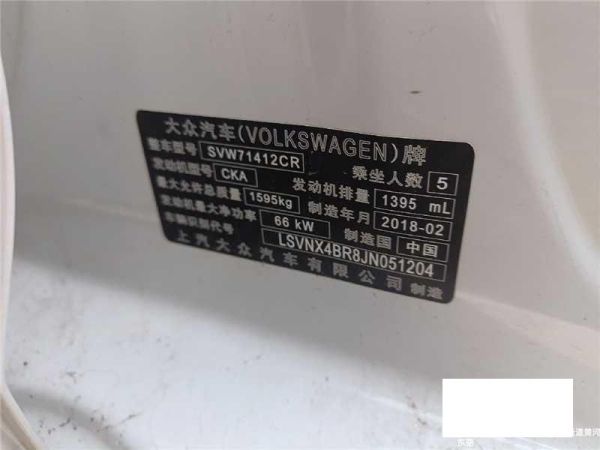 大众汽车(VOLKSWAGEN)牌
整车型号 SVW71412CR 乘坐人数 5
发动机型号 CKA 发动机排量 1395 mL
最大允许总质量 1595kg 制造年月 2018-02
发动机最大净功率 66 kW 制造国 中国
车辆识别代号 LSVNX4BR8JN051204
上汽大众汽车有限公司 制造